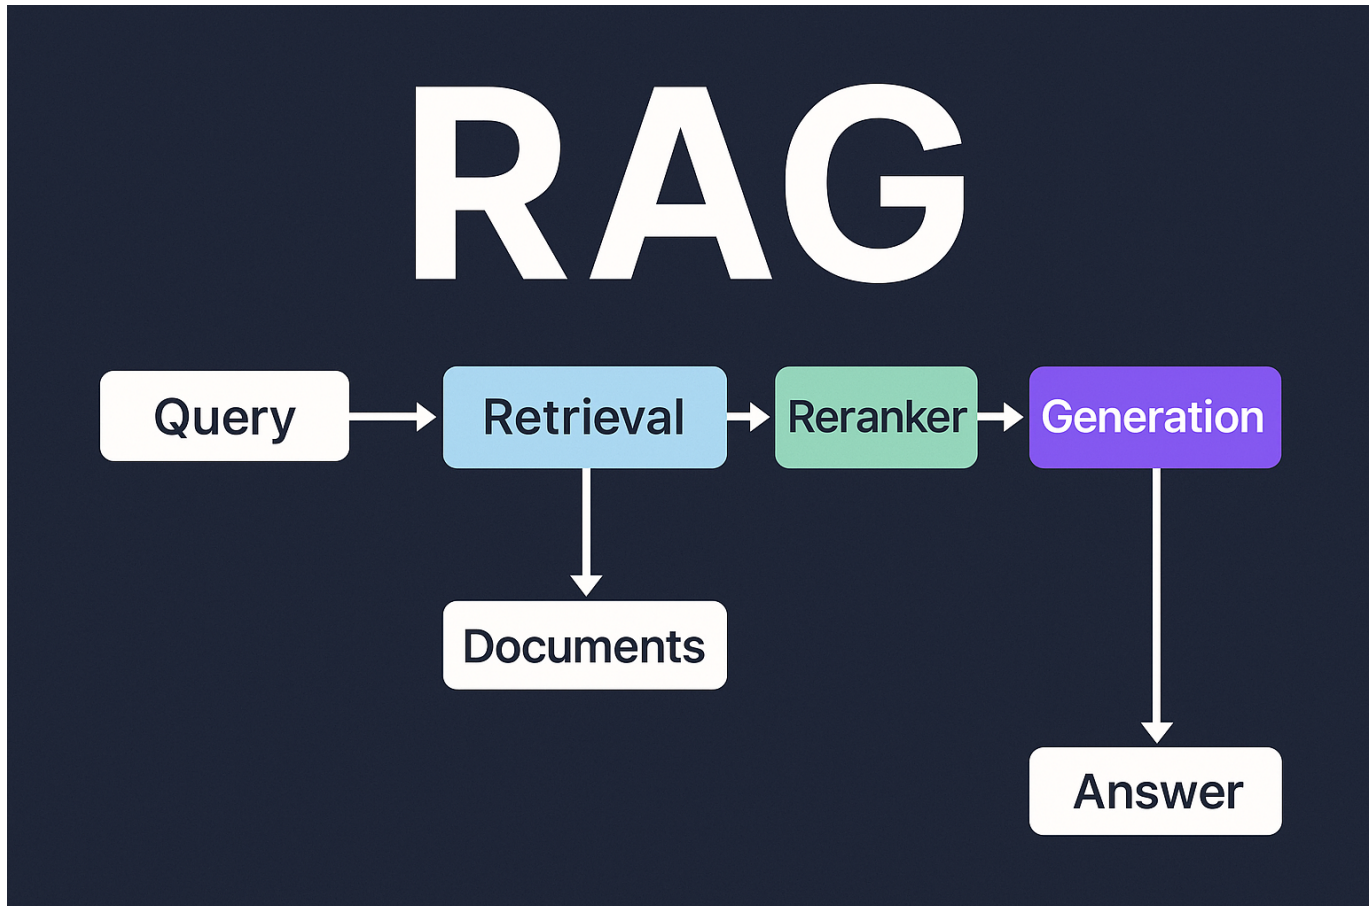 RAG
Query
Retrieval
Reranker
Generation
Documents
Answer